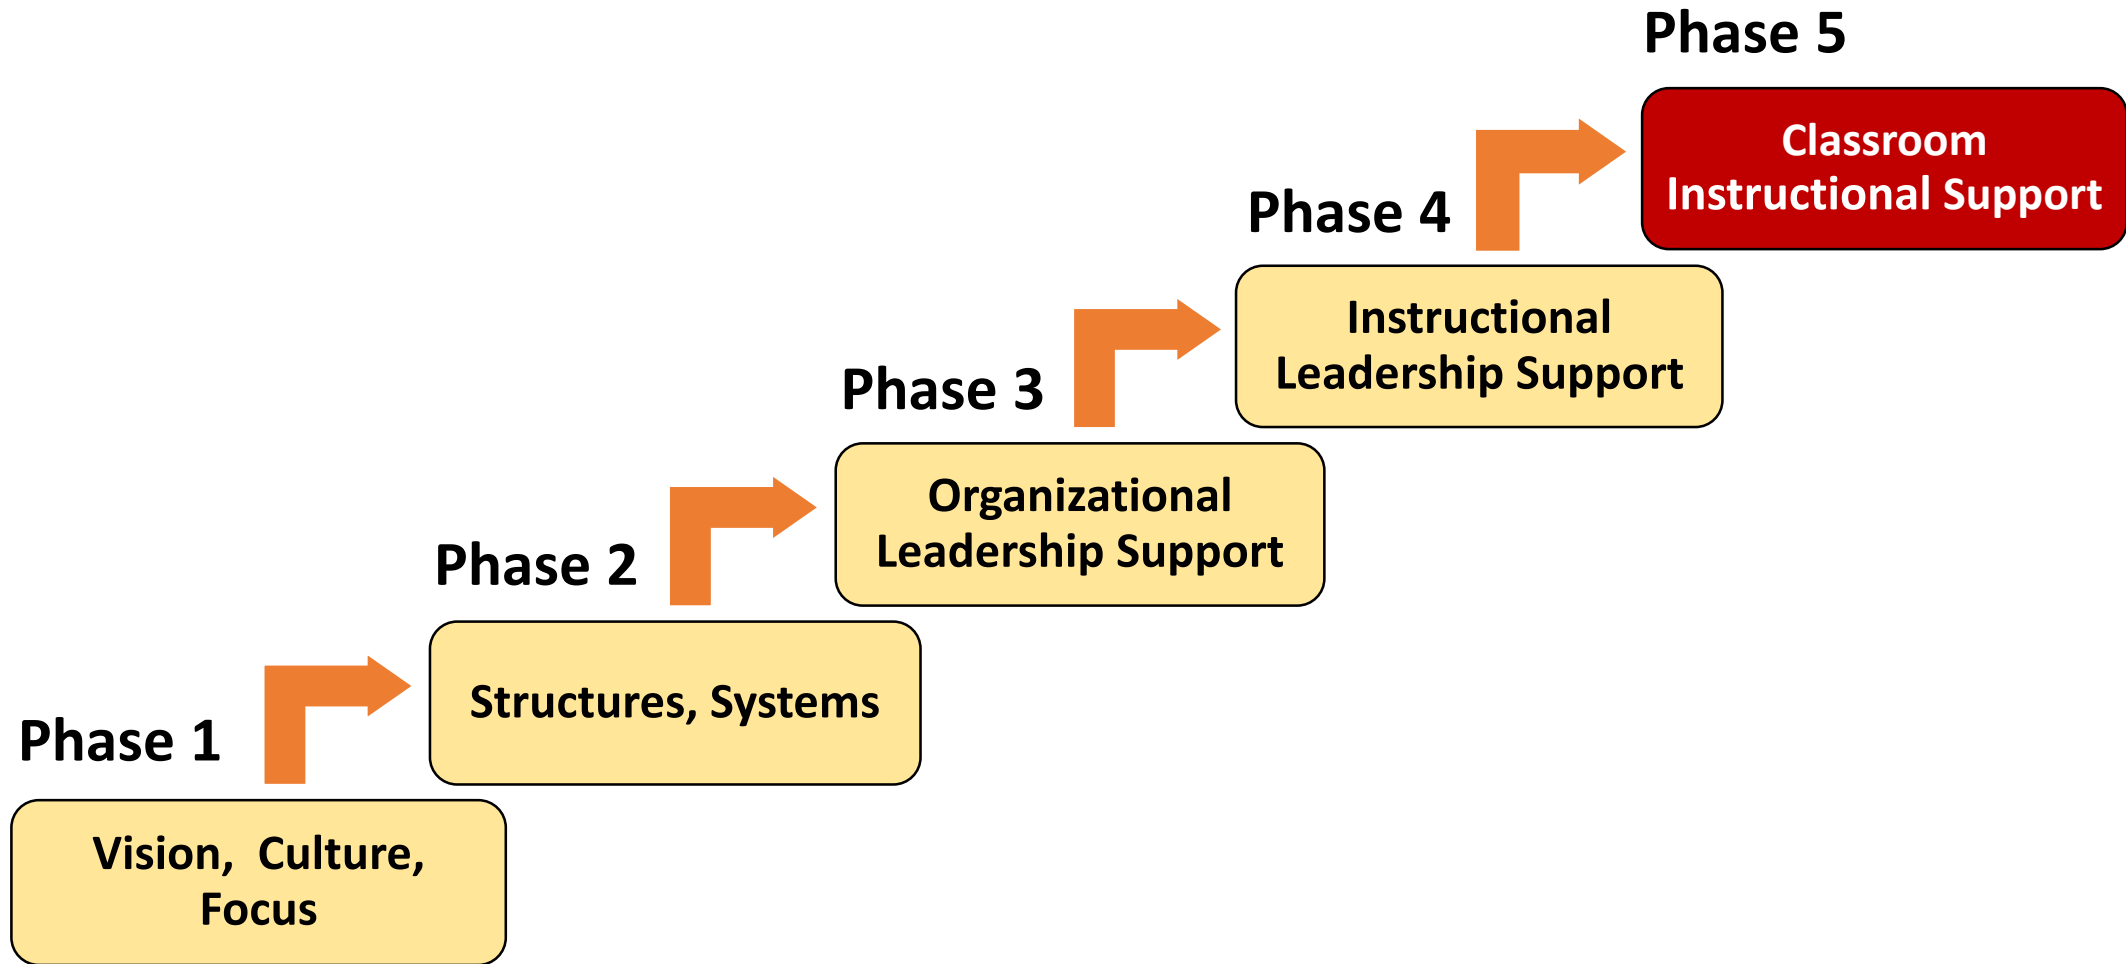 Phase 1
Vision,  Culture,
Focus
Phase 2
Structures, Systems
Phase 3
Organizational
Leadership Support
Phase 4
Instructional
Leadership Support
Phase 5
Classroom
Instructional Support